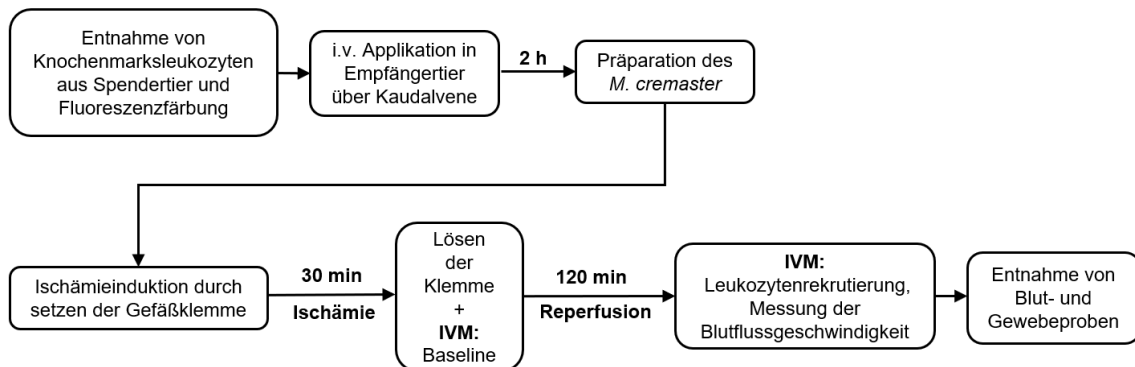 Entnahme von
Knochenmarksleukozyten
aus Spendertier und
Fluoreszenzfärbung
i.v. Applikation in
Empfängertier
über Kaudalvene
2 h
Präparation des
M. cremaster
Ischämieinduktion durch
setzen der Gefäßklemme
30 min
Ischämie
Lösen
der
Klemme
+
IVM:
Baseline
120 min
Reperfusion
IVM:
Leukozytenrekrutierung,
Messung der
Blutflussgeschwindigkeit
Entnahme von
Blut- und
Gewebeproben